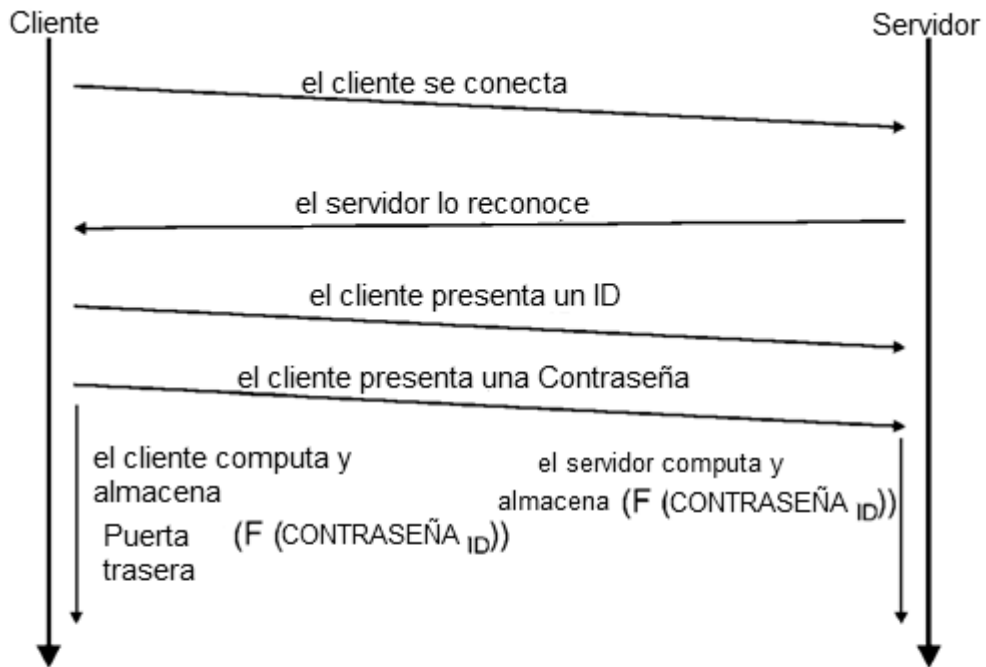 Cliente
Servidor
el cliente se conecta
el servidor lo reconoce
el cliente presenta un ID
el cliente presenta una Contraseña
el cliente computa y
almacena
Puerta
trasera
(F (CONTRASEÑA ID))
el servidor computa y
almacena (F (CONTRASEÑA ID))